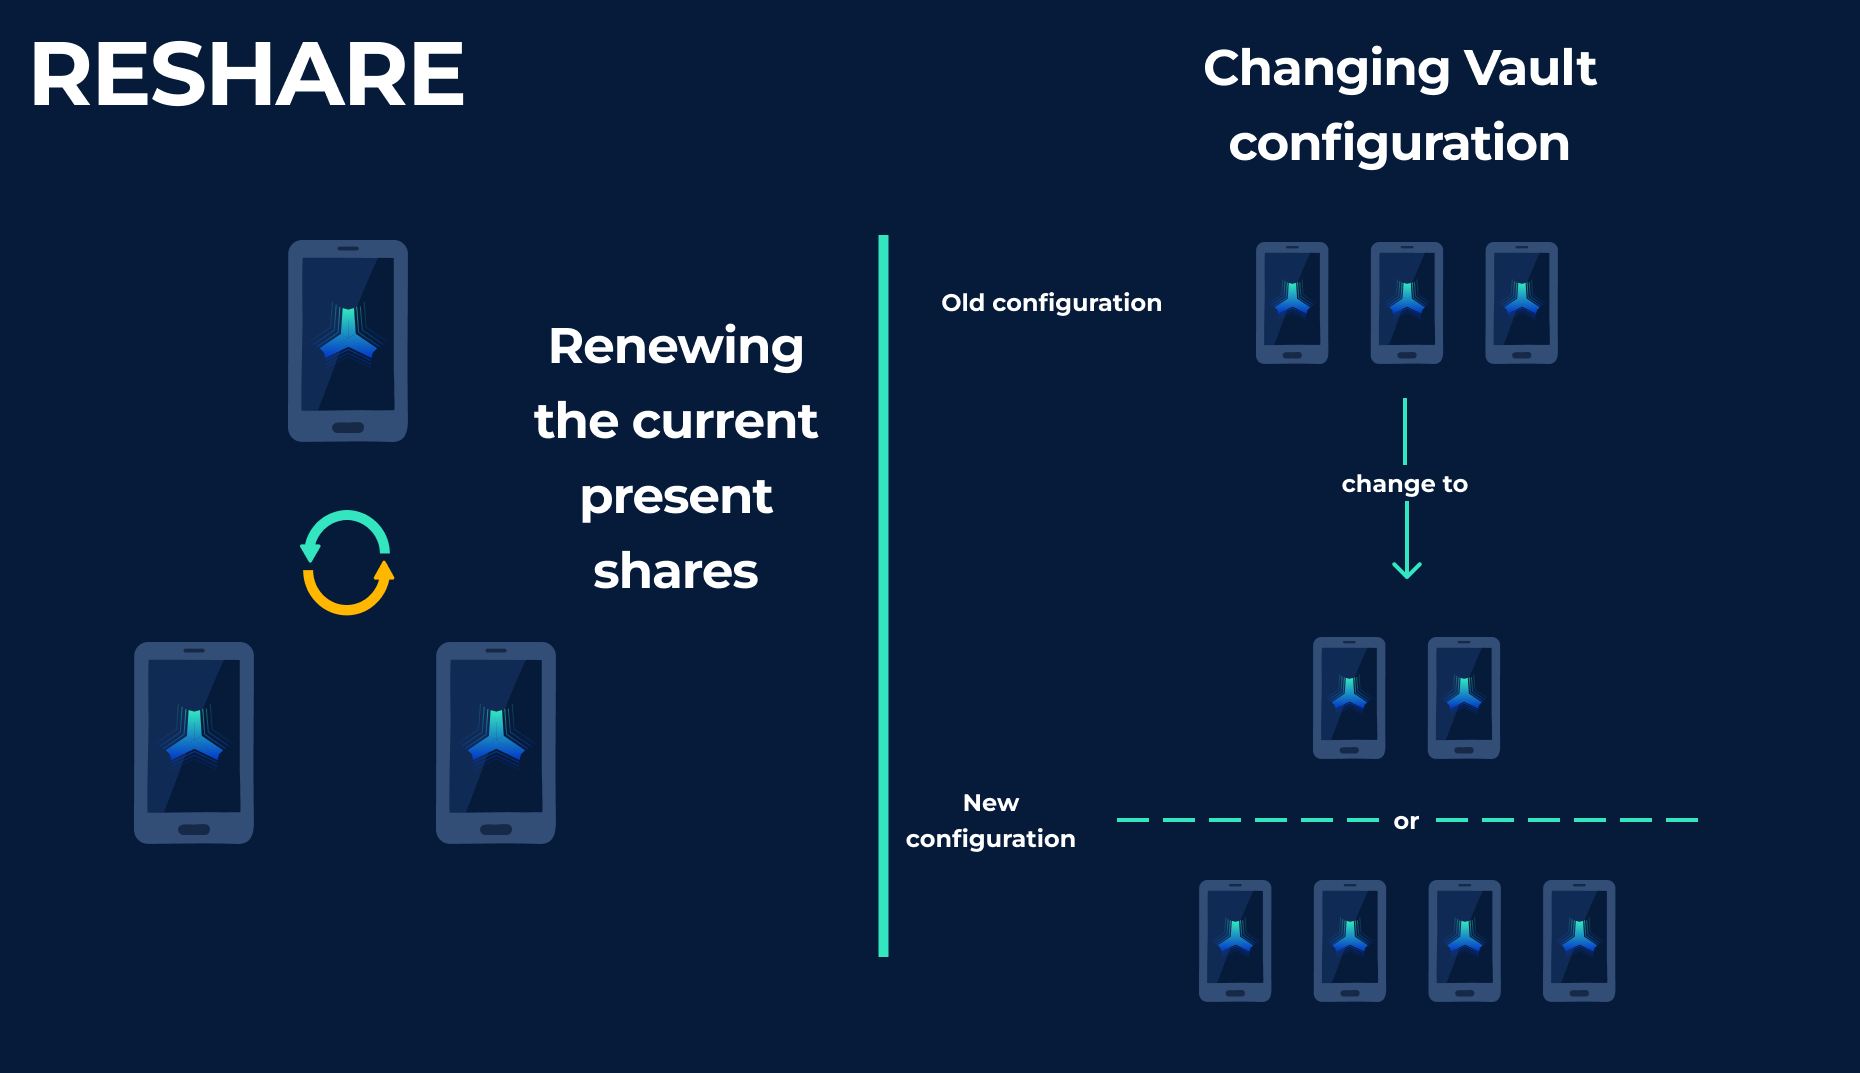 RESHARE
Renewing
the current
present
shares
Changing Vault
configuration
Old configuration
change to
New
configuration
or